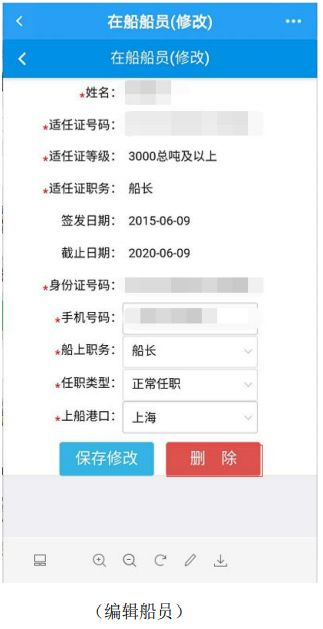 在船船员(修改)
在船船员(修改)
*姓名：
*适任证号码：
*适任证等级： 3000总吨及以上
*适任证职务： 船长
签发日期： 2015-06-09
截止日期： 2020-06-09
*身份证号码：
*手机号码：
*船上职务： 船长
*任职类型： 正常任职
*上船港口： 上海
保存修改 删 除
（编辑船员）